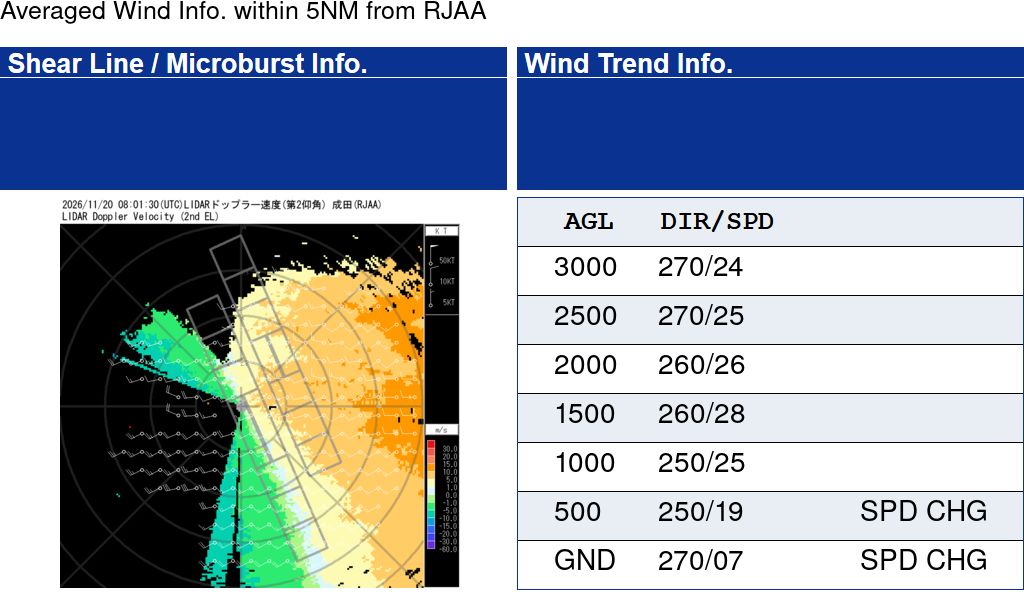 Averaged Wind Info. within 5NM from RJAA
Shear Line / Microburst Info.
Wind Trend Info.
2026/11/20 08:01:30(UTC)LIDARドップラー速度(第2仰角) 成田(RJAA)
LIDAR Doppler Velocity (2nd EL)
K T
50KT
10KT
5KT
m/s
30.0
20.0
15.0
10.0
5.0
1.0
0.0
-1.0
-5.0
-10.0
-15.0
-20.0
-30.0
-60.0
AGL DIR/SPD
3000 270/24
2500 270/25
2000 260/26
1500 260/28
1000 250/25
500 250/19 SPD CHG
GND 270/07 SPD CHG